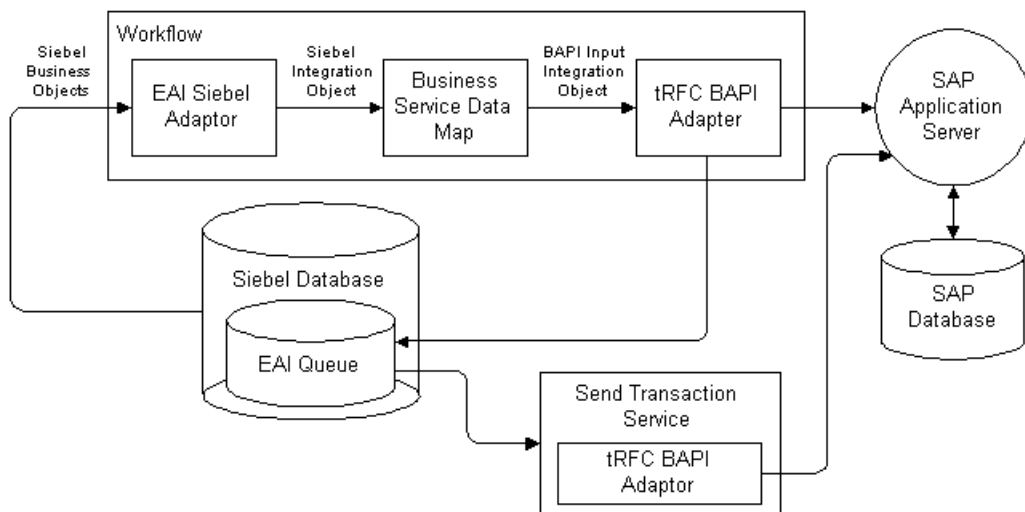 Workflow
Siebel
Business
Objects
EAI Siebel
Adaptor
Siebel
Integration
Object
Business
Service Data
Map
BAPI Input
Integration
Object
tRFC BAPI
Adapter
SAP
Application
Server
Siebel Database
EAI Queue
SAP
Database
Send Transaction
Service
tRFC BAPI
Adaptor